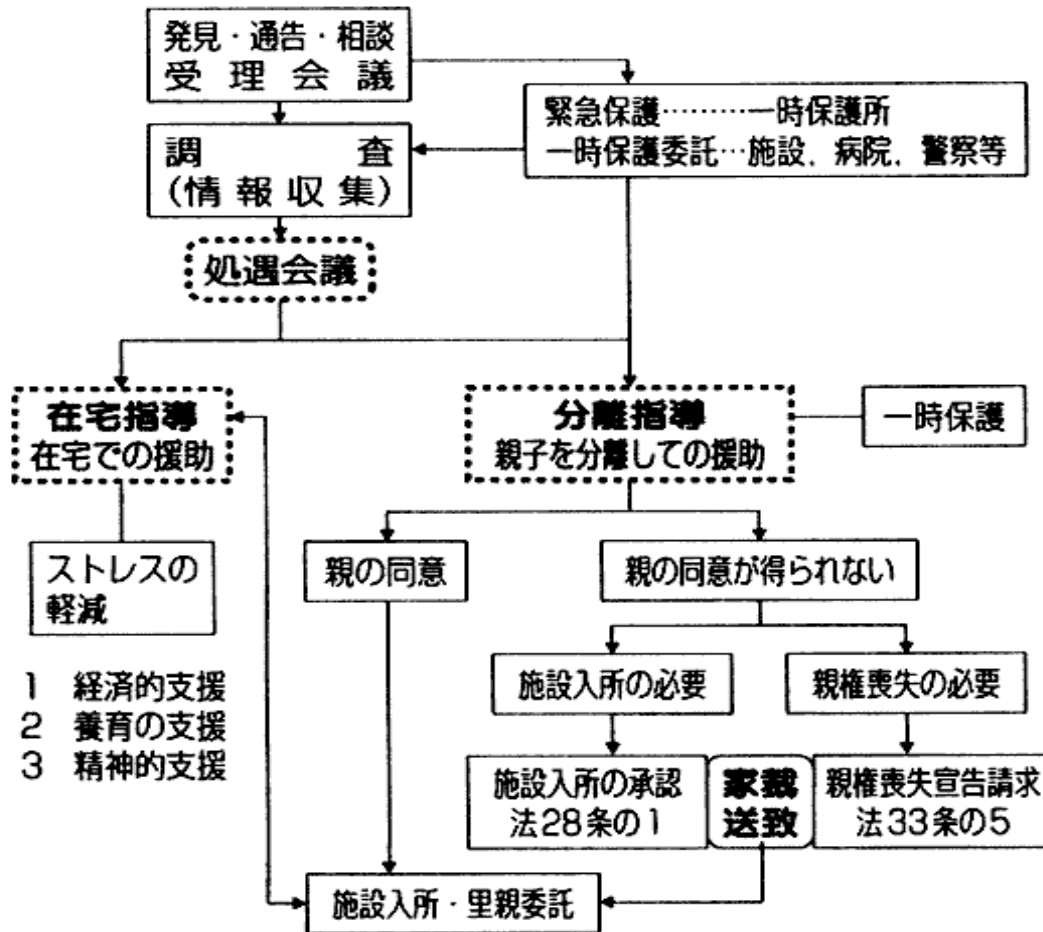 発見・通告・相談
受理会議
緊急保護………一時保護所
一時保護委託…施設、病院、警察等
調査
(情報収集)
処遇会議
在宅指導
在宅での援助
分離指導
親子を分離しての援助
一時保護
ストレスの
軽減
親の同意
親の同意が得られない
1 経済的支援
2 養育の支援
3 精神的支援
施設入所の必要
親権喪失の必要
施設入所の承認
法28条の1
家裁
送致
親権喪失宣告請求
法33条の5
施設入所・里親委託